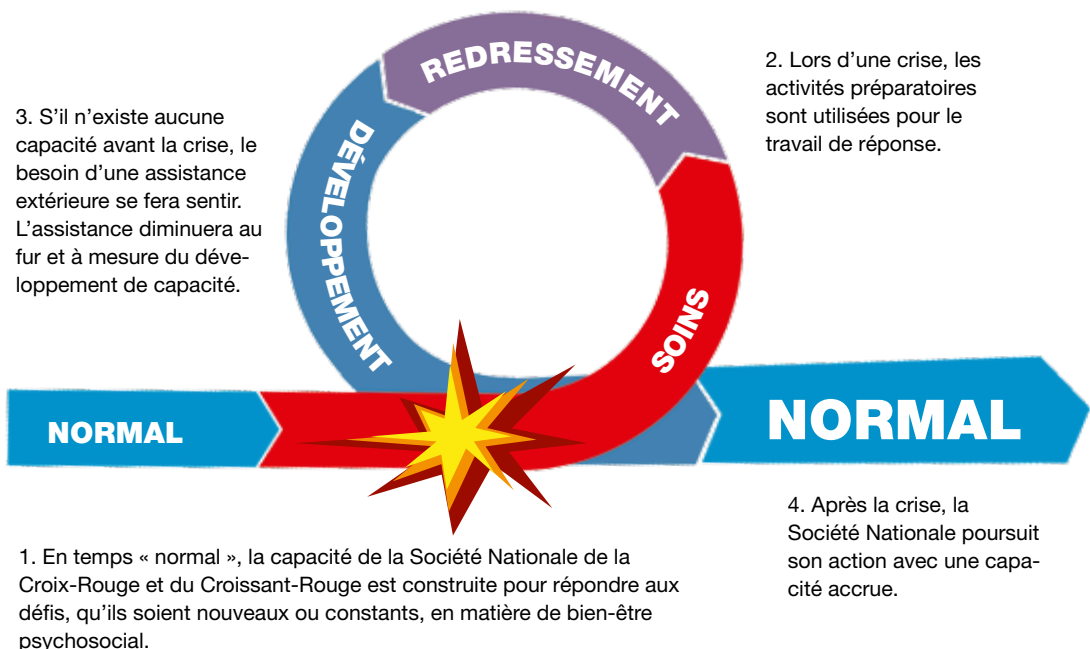 REDRESSEMENT
2. Lors d’une crise, les
activités préparatoires
sont utilisées pour le
travail de réponse.
3. S’il n’existe aucune
capacité avant la crise, le
besoin d’une assistance
extérieure se fera sentir.
L’assistance diminuera au
fur et à mesure du déve-
loppement de capacité.
DÉVELOPPEMENT
SOINS
NORMAL
NORMAL
4. Après la crise, la
Société Nationale poursuit
son action avec une capa-
cité accrue.
1. En temps « normal », la capacité de la Société Nationale de la
Croix-Rouge et du Croissant-Rouge est construite pour répondre aux
défis, qu’ils soient nouveaux ou constants, en matière de bien-être
psychosocial.